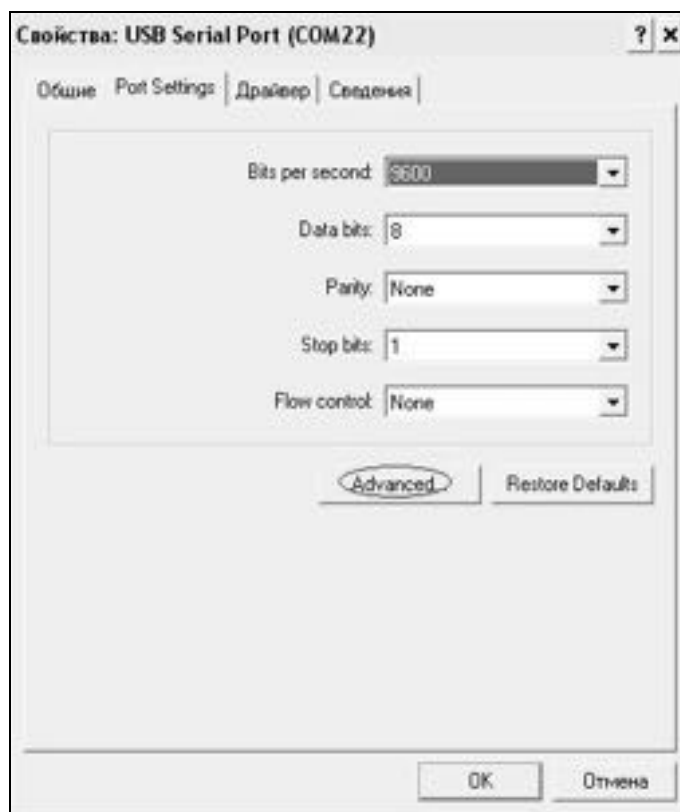 Свойства: USB Serial Port (COM22)
Общие Port Settings Драйвер Сведения
Bits per second: 9600
Data bits: 8
Parity: None
Stop bits: 1
Flow control: None
Advanced... Restore Defaults
OK Отмена